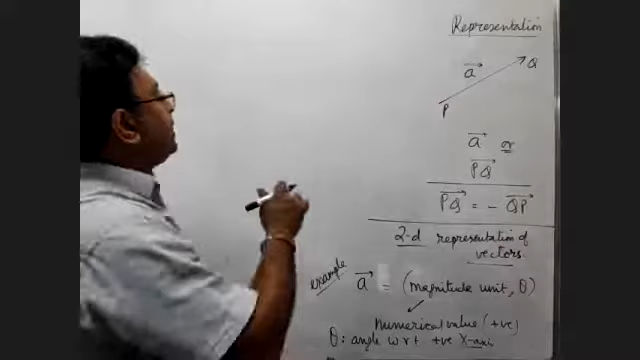 Representation
a⃗
Q
P
a⃗ or
PQ⃗
PQ⃗ = - QP⃗
2-d representation of
vectors.
example
a⃗ = (magnitude unit, θ)
Numerical value (+ve)
θ: angle w r t +ve X-axis